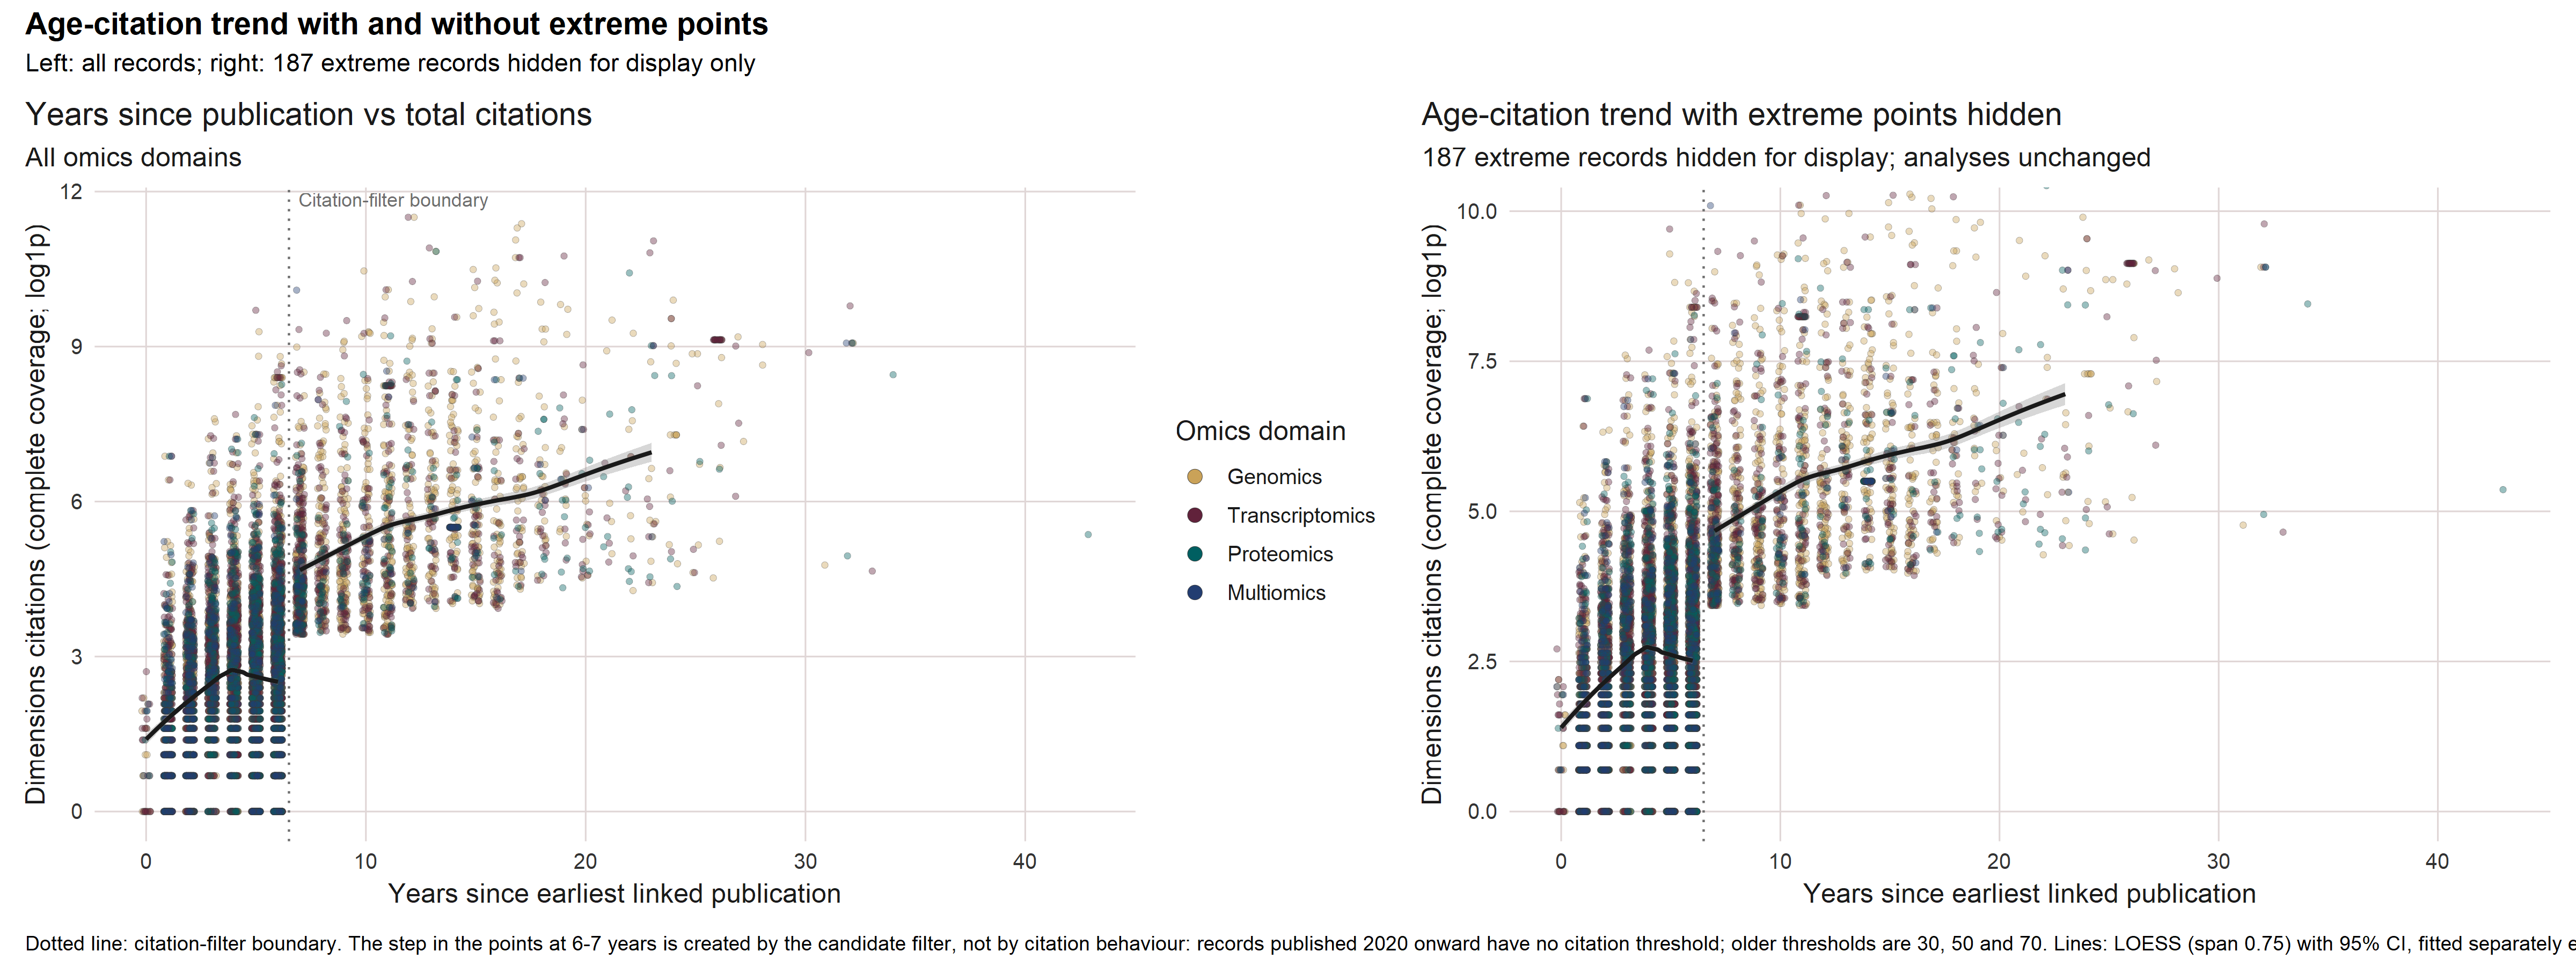 Age-citation trend with and without extreme points
Left: all records; right: 187 extreme records hidden for display only
Years since publication vs total citations
All omics domains
Citation-filter boundary
Dimensions citations (complete coverage; log1p)
12
9
6
3
0
0
10
20
30
40
Years since earliest linked publication
Omics domain
Genomics
Transcriptomics
Proteomics
Multiomics
Age-citation trend with extreme points hidden
187 extreme records hidden for display; analyses unchanged
Dimensions citations (complete coverage; log1p)
10.0
7.5
5.0
2.5
0.0
0
10
20
30
40
Years since earliest linked publication
Dotted line: citation-filter boundary. The step in the points at 6-7 years is created by the candidate filter, not by citation behaviour: records published 2020 onward have no citation threshold; older thresholds are 30, 50 and 70. Lines: LOESS (span 0.75) with 95% CI, fitted separately